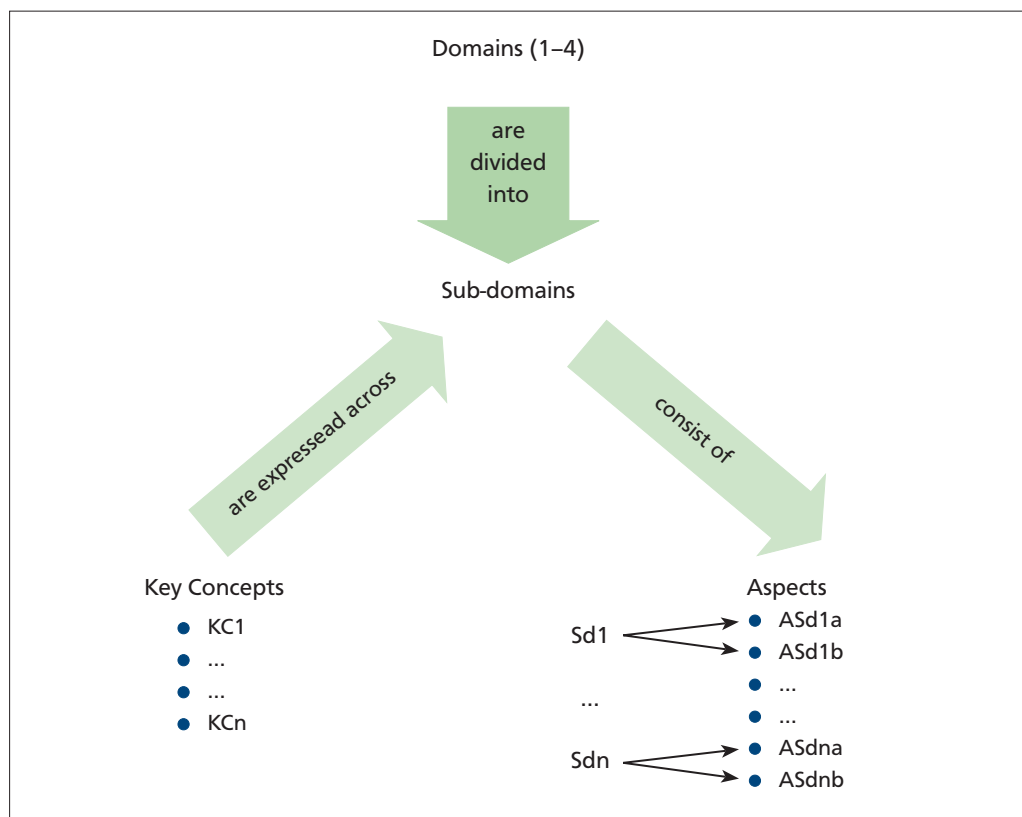 Domains (1–4)
are
divided
into
Sub-domains
are expressead across
consist of
Key Concepts
● KC1
● ...
● ...
● KCn
Aspects
Sd1
● ASd1a
● ASd1b
...
● ...
● ...
Sdn
● ASdna
● ASdnb